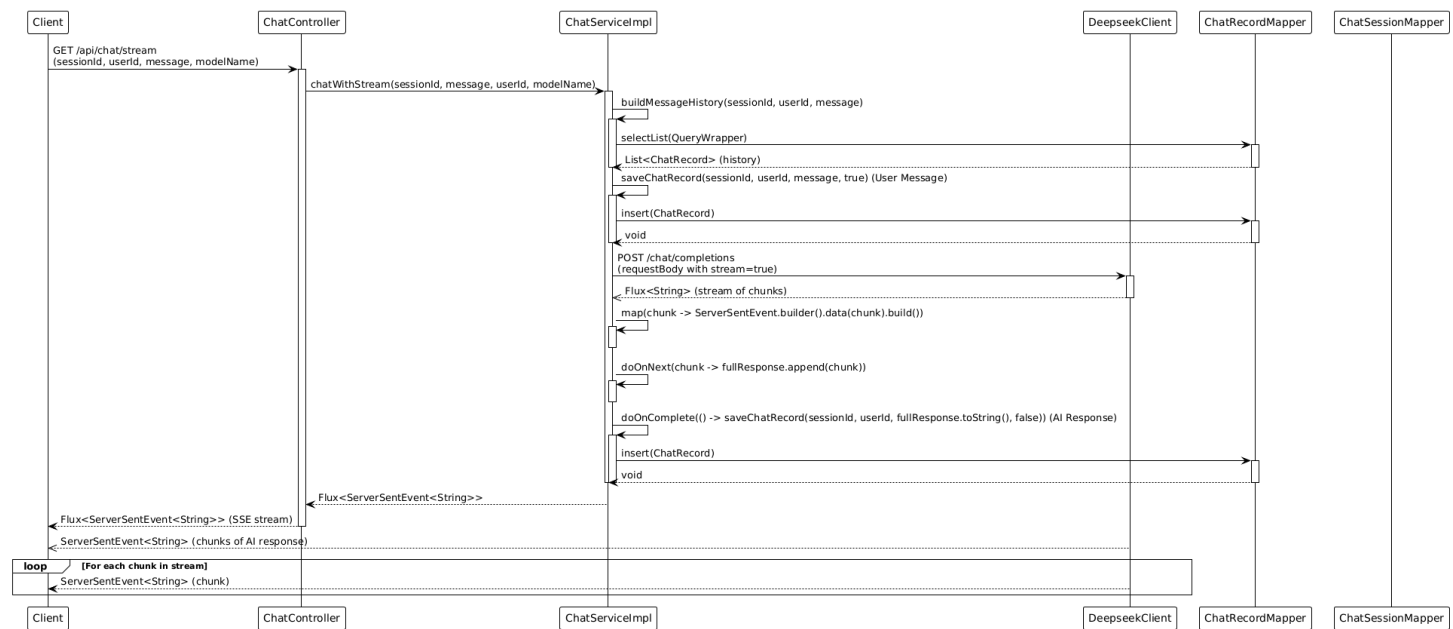 Client
ChatController
ChatServiceImpl
DeepseekClient
ChatRecordMapper
ChatSessionMapper
GET /api/chat/stream
(sessionId, userId, message, modelName)
chatWithStream(sessionId, message, userId, modelName)
buildMessageHistory(sessionId, userId, message)
selectList(QueryWrapper)
List<ChatRecord> (history)
saveChatRecord(sessionId, userId, message, true) (User Message)
insert(ChatRecord)
void
POST /chat/completions
(requestBody with stream=true)
Flux<String> (stream of chunks)
map(chunk -> ServerSentEvent.builder().data(chunk).build())
doOnNext(chunk -> fullResponse.append(chunk))
doOnComplete(() -> saveChatRecord(sessionId, userId, fullResponse.toString(), false)) (AI Response)
insert(ChatRecord)
void
Flux<ServerSentEvent<String>>
Flux<ServerSentEvent<String>> (SSE stream)
ServerSentEvent<String> (chunks of AI response)
loop [For each chunk in stream]
ServerSentEvent<String> (chunk)
Client
ChatController
ChatServiceImpl
DeepseekClient
ChatRecordMapper
ChatSessionMapper